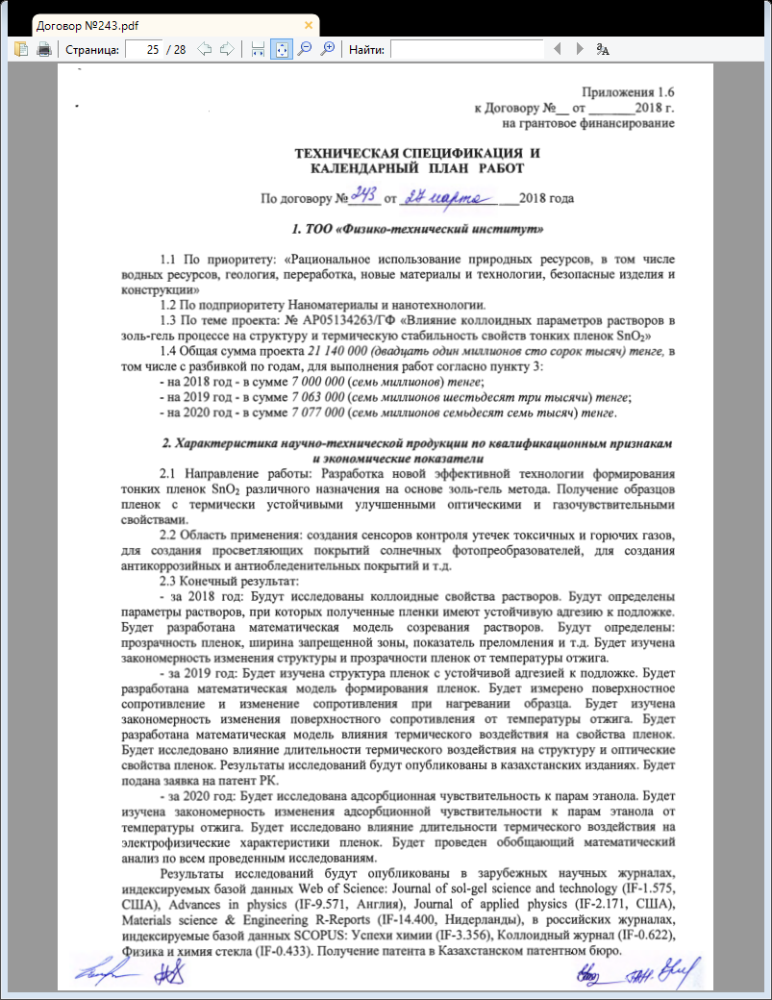 Договор №243.pdf
Страница: 25 / 28 Найти:
Приложения 1.6
к Договору №__ от _______2018 г.
на грантовое финансирование
ТЕХНИЧЕСКАЯ СПЕЦИФИКАЦИЯ И
КАЛЕНДАРНЫЙ ПЛАН РАБОТ
По договору № 243 от 27 марта 2018 года
1. ТОО «Физико-технический институт»
1.1 По приоритету: «Рациональное использование природных ресурсов, в том числе
водных ресурсов, геология, переработка, новые материалы и технологии, безопасные изделия и
конструкции»
1.2 По подприоритету Наноматериалы и нанотехнологии.
1.3 По теме проекта: № АР05134263/ГФ «Влияние коллоидных параметров растворов в
золь-гель процессе на структуру и термическую стабильность свойств тонких пленок SnO₂»
1.4 Общая сумма проекта 21 140 000 (двадцать один миллионов сто сорок тысяч) тенге, в
том числе с разбивкой по годам, для выполнения работ согласно пункту 3:
- на 2018 год - в сумме 7 000 000 (семь миллионов) тенге;
- на 2019 год - в сумме 7 063 000 (семь миллионов шестьдесят три тысячи) тенге;
- на 2020 год - в сумме 7 077 000 (семь миллионов семьдесят семь тысяч) тенге.
2. Характеристика научно-технической продукции по квалификационным признакам
и экономические показатели
2.1 Направление работы: Разработка новой эффективной технологии формирования
тонких пленок SnO₂ различного назначения на основе золь-гель метода. Получение образцов
пленок с термически устойчивыми улучшенными оптическими и газочувствительными
свойствами.
2.2 Область применения: создания сенсоров контроля утечек токсичных и горючих газов,
для создания просветляющих покрытий солнечных фотопреобразователей, для создания
антикоррозийных и антиобледенительных покрытий и т.д.
2.3 Конечный результат:
- за 2018 год: Будут исследованы коллоидные свойства растворов. Будут определены
параметры растворов, при которых полученные пленки имеют устойчивую адгезию к подложке.
Будет разработана математическая модель созревания растворов. Будут определены:
прозрачность пленок, ширина запрещенной зоны, показатель преломления и т.д. Будет изучена
закономерность изменения структуры и прозрачности пленок от температуры отжига.
- за 2019 год: Будет изучена структура пленок с устойчивой адгезией к подложке. Будет
разработана математическая модель формирования пленок. Будет измерено поверхностное
сопротивление и изменение сопротивления при нагревании образца. Будет изучена
закономерность изменения поверхностного сопротивления от температуры отжига. Будет
разработана математическая модель влияния термического воздействия на свойства пленок.
Будет исследовано влияние длительности термического воздействия на структуру и оптические
свойства пленок. Результаты исследований будут опубликованы в казахстанских изданиях. Будет
подана заявка на патент РК.
- за 2020 год: Будет исследована адсорбционная чувствительность к парам этанола. Будет
изучена закономерность изменения адсорбционной чувствительности к парам этанола от
температуры отжига. Будет исследовано влияние длительности термического воздействия на
электрофизические характеристики пленок. Будет проведен обобщающий математический
анализ по всем проведенным исследованиям.
Результаты исследований будут опубликованы в зарубежных научных журналах,
индексируемых базой данных Web of Science: Journal of sol-gel science and technology (IF-1.575,
США), Advances in physics (IF-9.571, Англия), Journal of applied physics (IF-2.171, США),
Materials science & Engineering R-Reports (IF-14.400, Нидерланды), в российских журналах,
индексируемые базой данных SCOPUS: Успехи химии (IF-3.356), Коллоидный журнал (IF-0.622),
Физика и химия стекла (IF-0.433). Получение патента в Казахстанском патентном бюро.